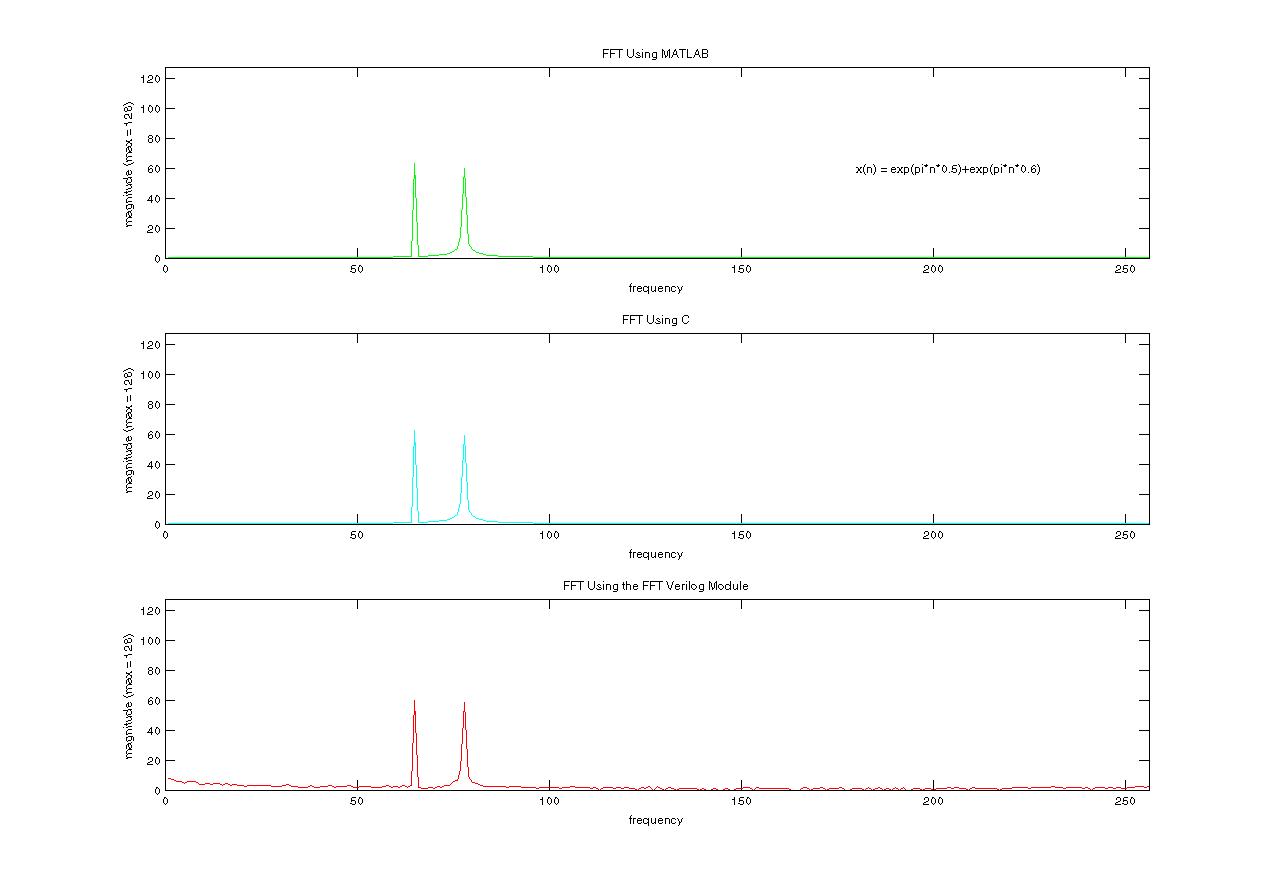 FFT Using MATLAB
120
100
80
60
40
20
0
magnitude (max = 128)
x(n) = exp(pi*n*0.5)+exp(pi*n*0.6)
0 50 100 150 200 250
frequency
FFT Using C
120
100
80
60
40
20
0
magnitude (max = 128)
0 50 100 150 200 250
frequency
FFT Using the FFT Verilog Module
120
100
80
60
40
20
0
magnitude (max = 128)
0 50 100 150 200 250
frequency